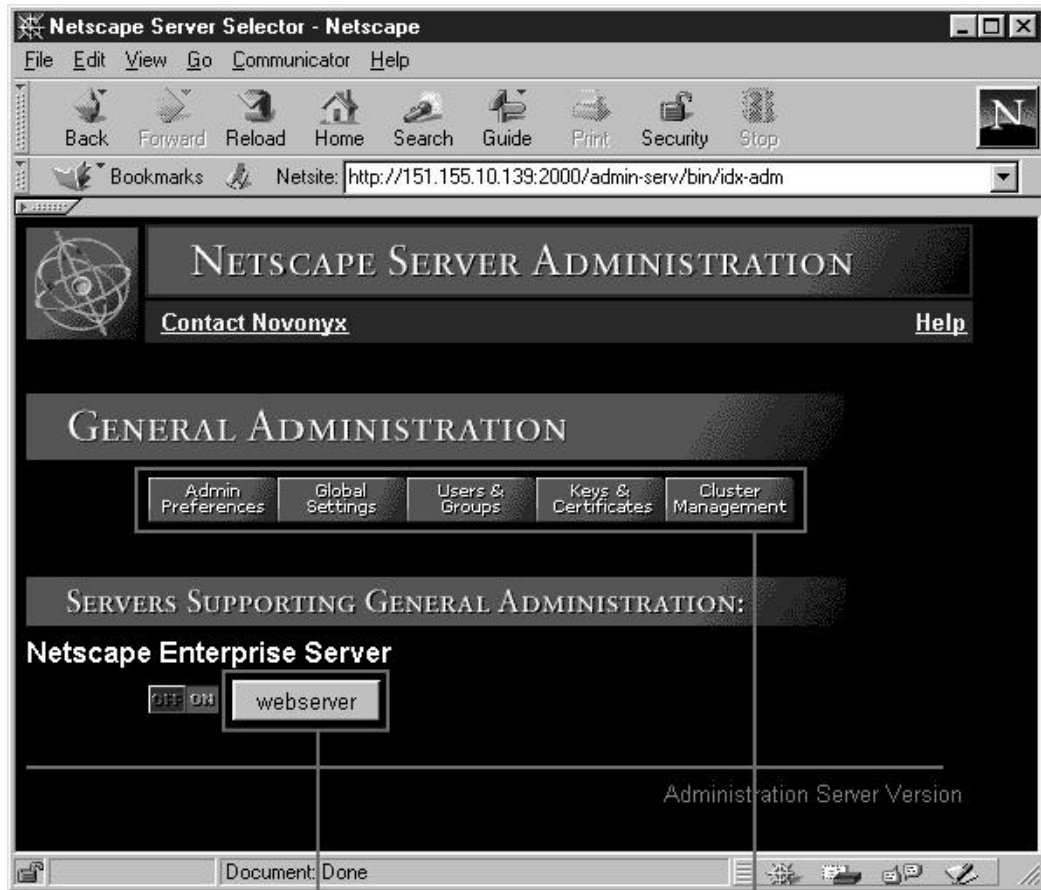 Netscape Server Selector - Netscape
File Edit View Go Communicator Help
Back Forward Reload Home Search Guide Print Security Stop
N
Bookmarks Netsite: http://151.155.10.139:2000/admin-serv/bin/idx-adm
NETSCAPE SERVER ADMINISTRATION
Contact Novonyx Help
GENERAL ADMINISTRATION
Admin Preferences
Global Settings
Users & Groups
Keys & Certificates
Cluster Management
SERVERS SUPPORTING GENERAL ADMINISTRATION:
Netscape Enterprise Server
OFF ON webserver
Administration Server Version
Document: Done